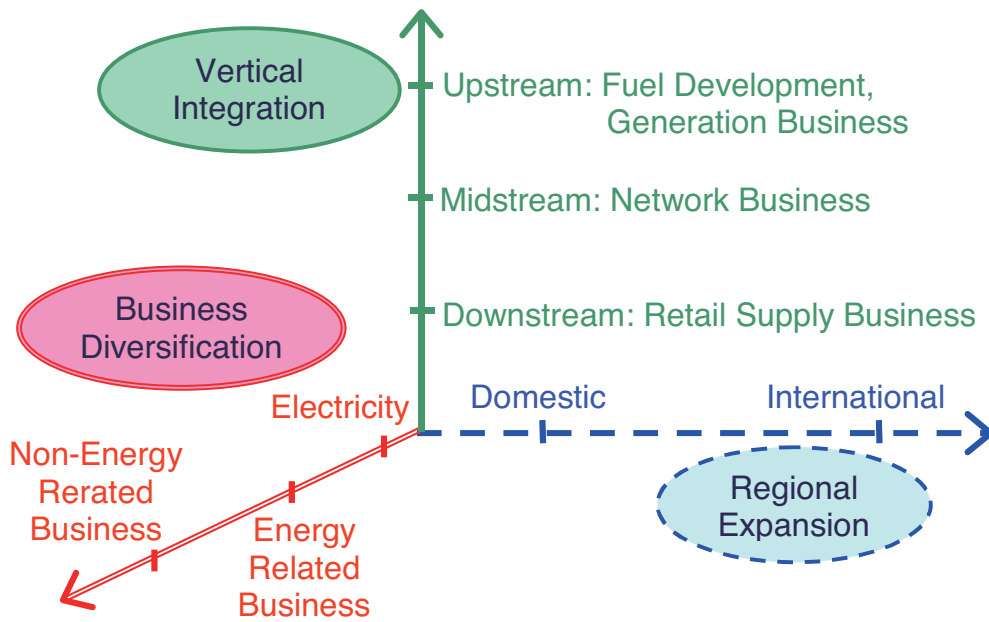 Vertical
Integration
Upstream: Fuel Development,
Generation Business
Midstream: Network Business
Business
Diversification
Downstream: Retail Supply Business
Electricity
Domestic
International
Non-Energy
Rerated
Business
Energy
Related
Business
Regional
Expansion